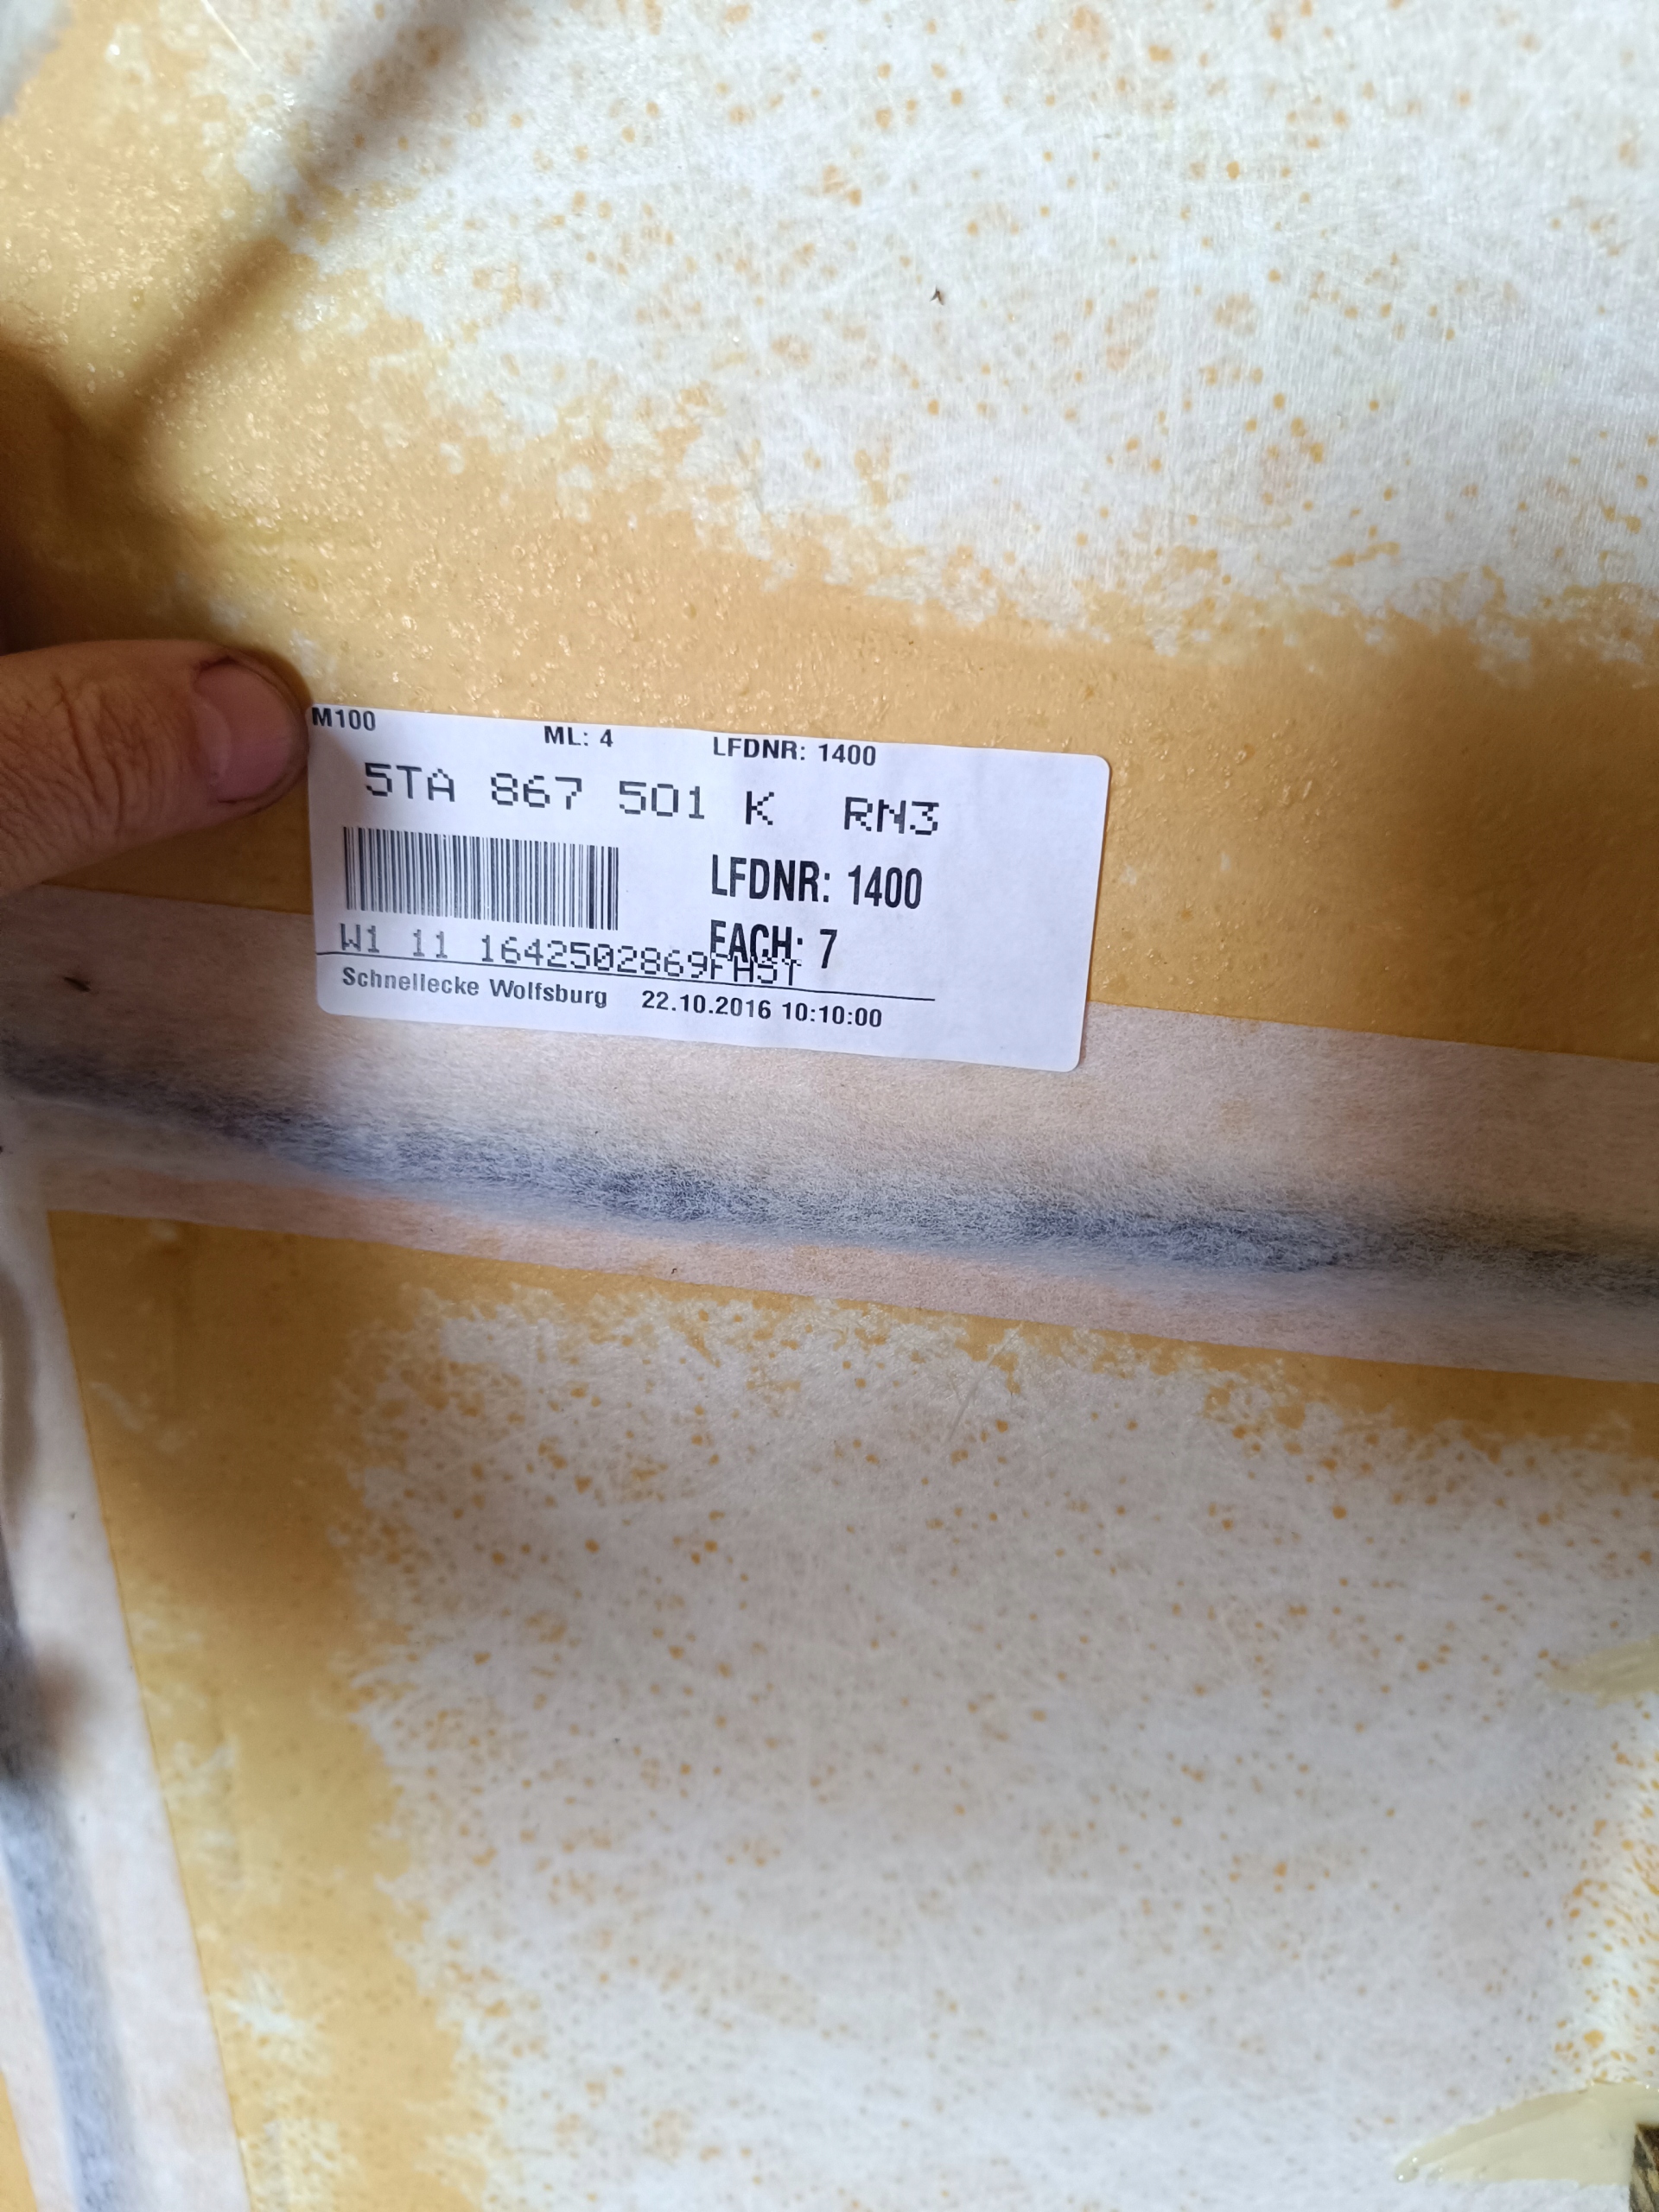 M100 ML: 4 LFDNR: 1400
5TA 867 501 K RN3
LFDNR: 1400
EACH: 7
W1 11 1642502869FHST
Schnellecke Wolfsburg 22.10.2016 10:10:00